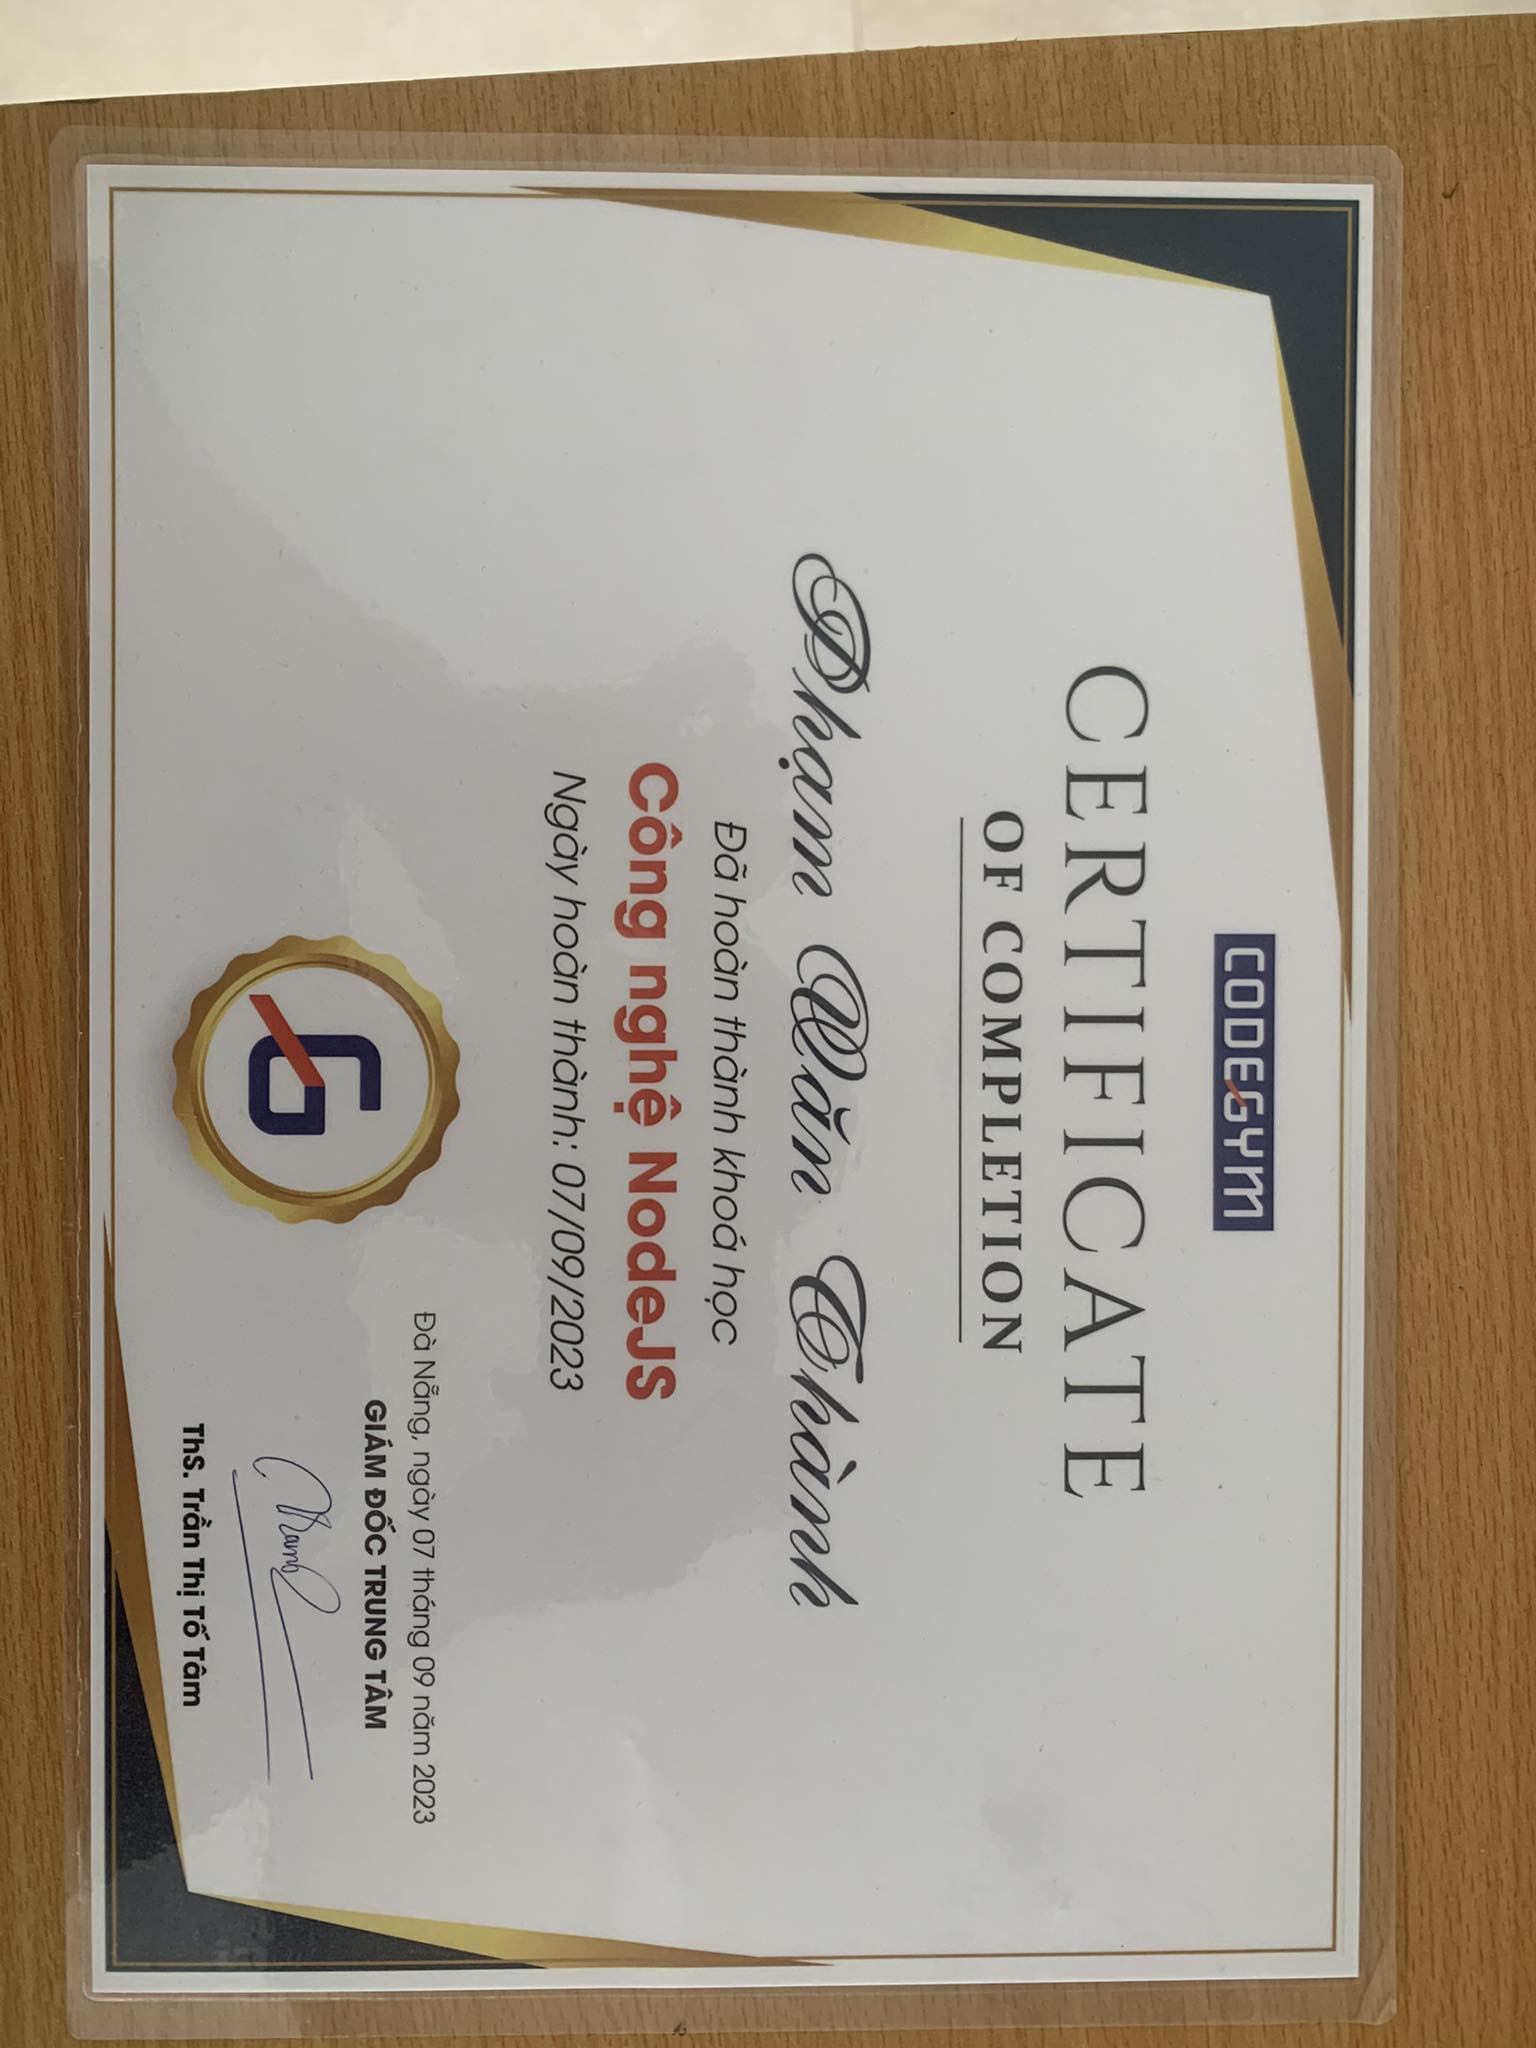 CODEGYM
CERTIFICATE
OF COMPLETION
Phạm Văn Thành
Đã hoàn thành khoá học
Công nghệ NodeJS
Ngày hoàn thành: 07/09/2023
Đà Nẵng, ngày 07 tháng 09 năm 2023
GIÁM ĐỐC TRUNG TÂM
G
ThS. Trần Thị Tố Tâm